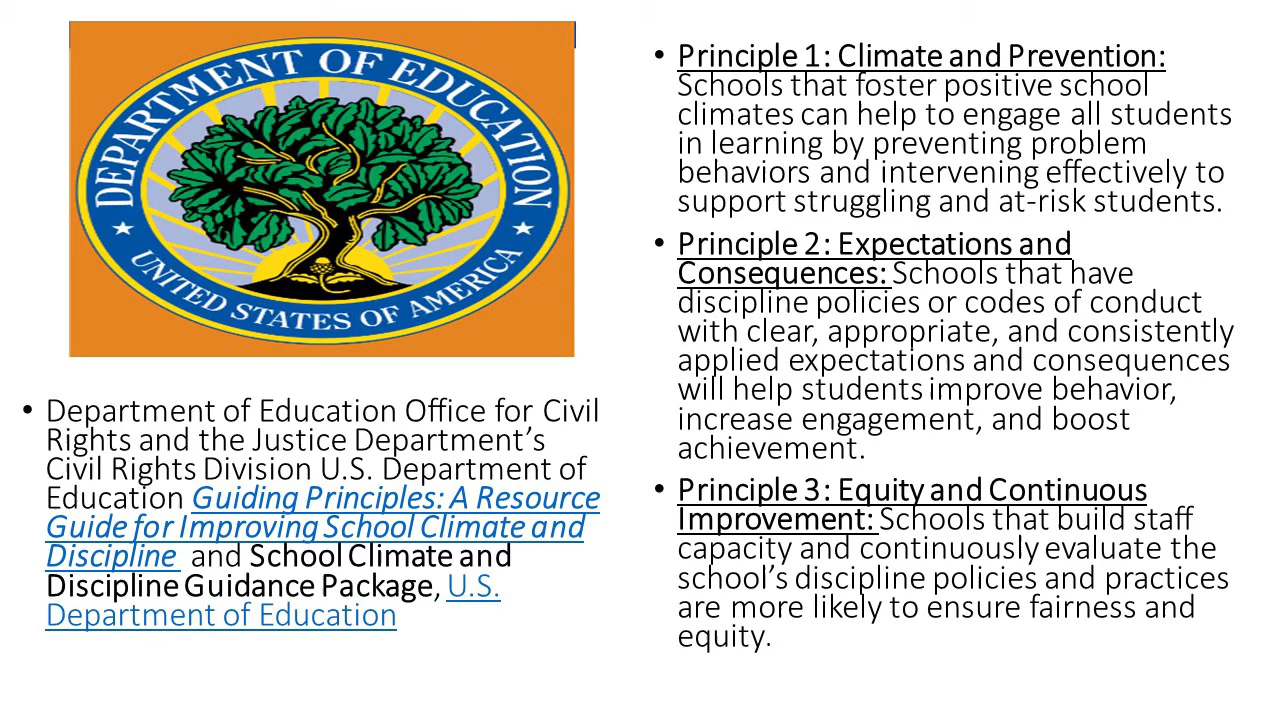 DEPARTMENT OF EDUCATION
UNITED STATES OF AMERICA
• Department of Education Office for Civil
Rights and the Justice Department’s
Civil Rights Division U.S. Department of
Education Guiding Principles: A Resource
Guide for Improving School Climate and
Discipline and School Climate and
Discipline Guidance Package, U.S.
Department of Education
• Principle 1: Climate and Prevention:
Schools that foster positive school
climates can help to engage all students
in learning by preventing problem
behaviors and intervening effectively to
support struggling and at-risk students.
• Principle 2: Expectations and
Consequences: Schools that have
discipline policies or codes of conduct
with clear, appropriate, and consistently
applied expectations and consequences
will help students improve behavior,
increase engagement, and boost
achievement.
• Principle 3: Equity and Continuous
Improvement: Schools that build staff
capacity and continuously evaluate the
school’s discipline policies and practices
are more likely to ensure fairness and
equity.